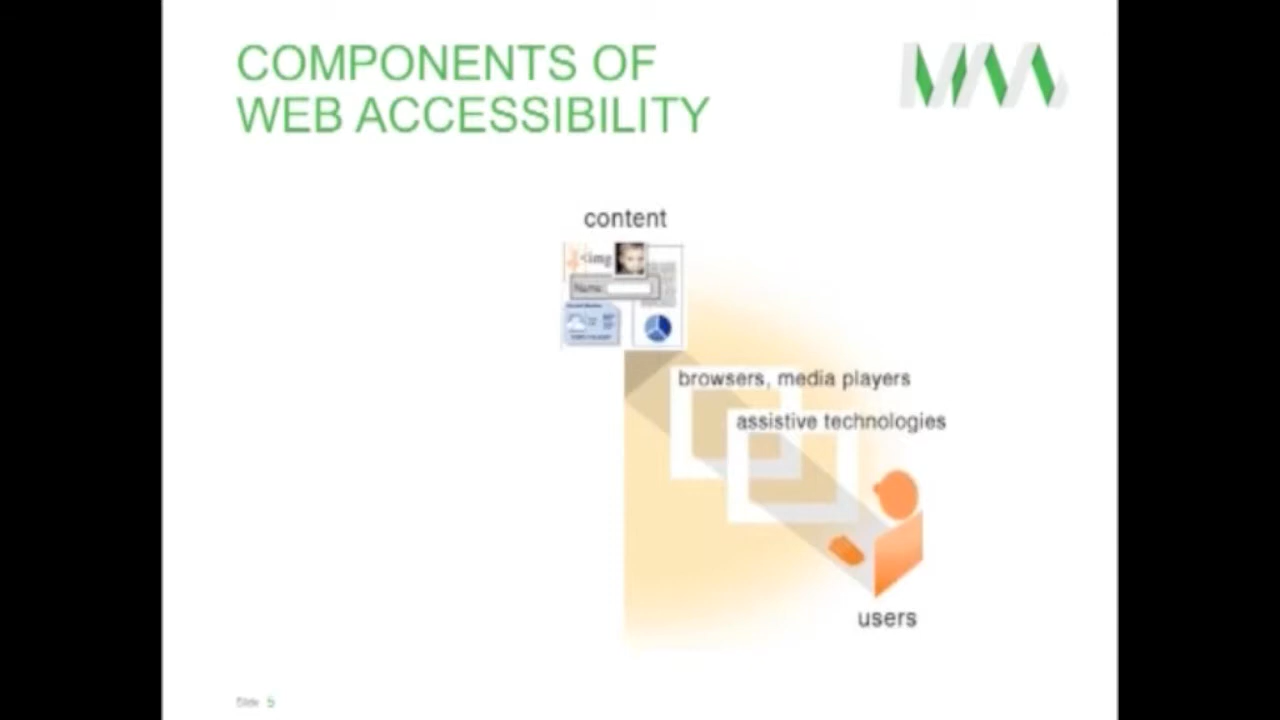 COMPONENTS OF
WEB ACCESSIBILITY
content
<img
Name:
browsers, media players
assistive technologies
users
Slide 5